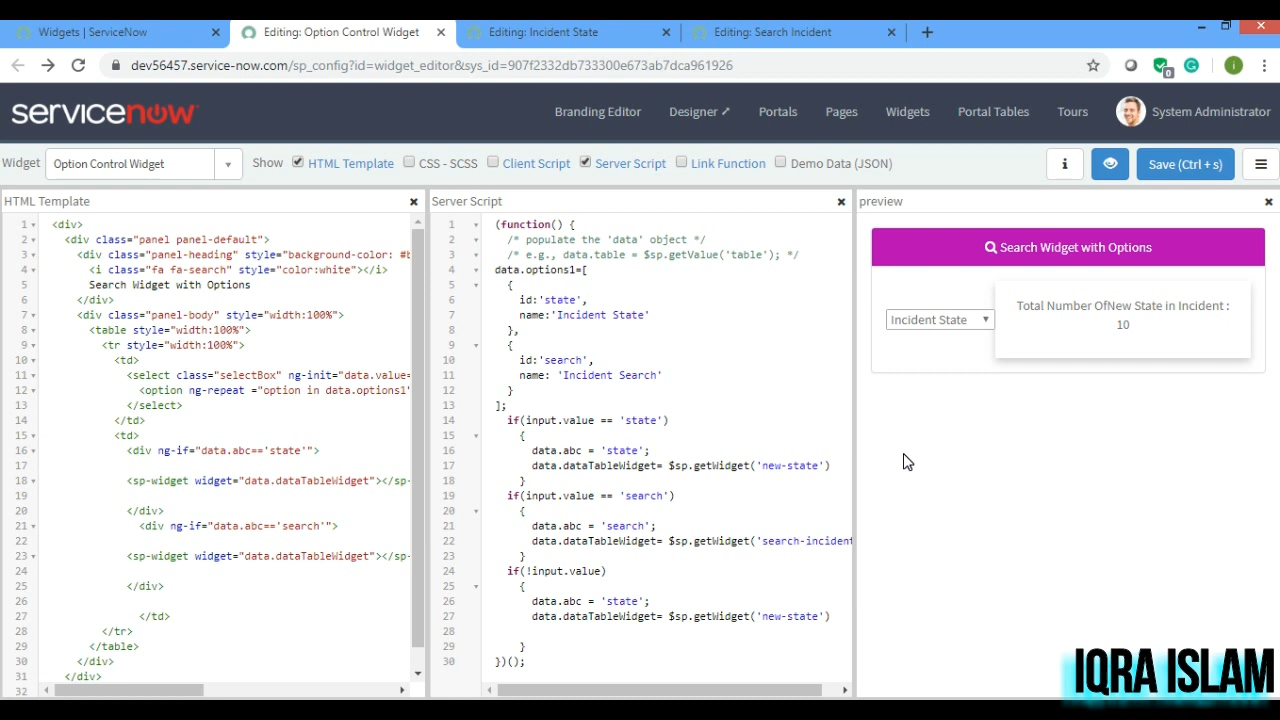 Widgets | ServiceNow
Editing: Option Control Widget
Editing: Incident State
Editing: Search Incident
dev56457.service-now.com/sp_config?id=widget_editor&sys_id=907f2332db733300e673ab7dca961926
0
i
servicenow
Branding Editor
Designer
Portals
Pages
Widgets
Portal Tables
Tours
System Administrator
Widget
Option Control Widget
Show
HTML Template
CSS - SCSS
Client Script
Server Script
Link Function
Demo Data (JSON)
i
Save (Ctrl + s)
HTML Template
1 <div>
2 <div class="panel panel-default">
3 <div class="panel-heading" style="background-color: #b
4 <i class="fa fa-search" style="color:white"></i>
5 Search Widget with Options
6 </div>
7 <div class="panel-body" style="width:100%">
8 <table style="width:100%">
9 <tr style="width:100%">
10 <td>
11 <select class="selectBox" ng-init="data.value=
12 <option ng-repeat ="option in data.options1"
13 </select>
14 </td>
15 <td>
16 <div ng-if="data.abc=='state'">
17
18 <sp-widget widget="data.dataTableWidget"></sp-
19
20 </div>
21 <div ng-if="data.abc=='search'">
22
23 <sp-widget widget="data.dataTableWidget"></sp-
24
25 </div>
26
27 </td>
28 </tr>
29 </table>
30 </div>
31 </div>
32
Server Script
1 (function() {
2 /* populate the 'data' object */
3 /* e.g., data.table = $sp.getValue('table'); */
4 data.options1=[
5 {
6 id:'state',
7 name:'Incident State'
8 },
9 {
10 id:'search',
11 name: 'Incident Search'
12 }
13 ];
14 if(input.value == 'state')
15 {
16 data.abc = 'state';
17 data.dataTableWidget= $sp.getWidget('new-state')
18 }
19 if(input.value == 'search')
20 {
21 data.abc = 'search';
22 data.dataTableWidget= $sp.getWidget('search-incident
23 }
24 if(!input.value)
25 {
26 data.abc = 'state';
27 data.dataTableWidget= $sp.getWidget('new-state')
28
29 }
30 })();
preview
Search Widget with Options
Incident State
Total Number OfNew State in Incident :
10
IQRA ISLAM